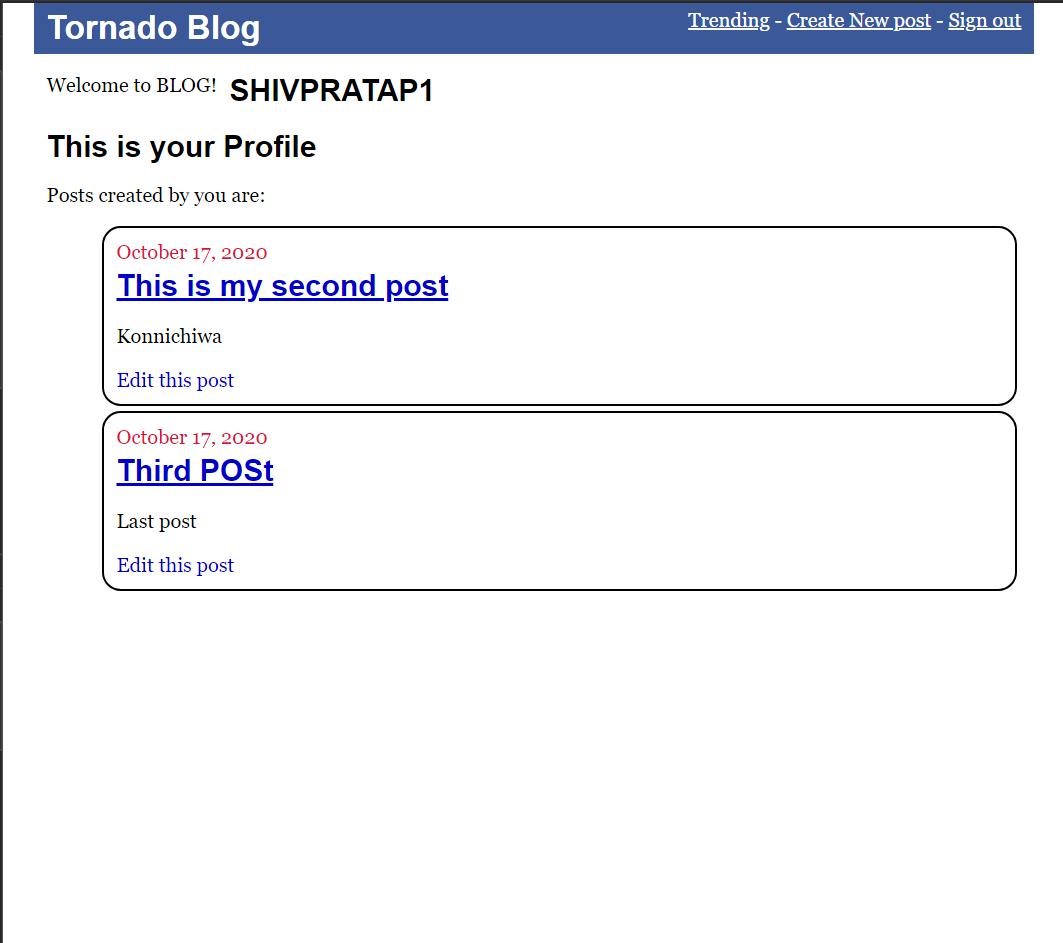 Tornado Blog
Trending - Create New post - Sign out
Welcome to BLOG! SHIVPRATAP1
This is your Profile
Posts created by you are:
October 17, 2020
This is my second post
Konnichiwa
Edit this post
October 17, 2020
Third POSt
Last post
Edit this post